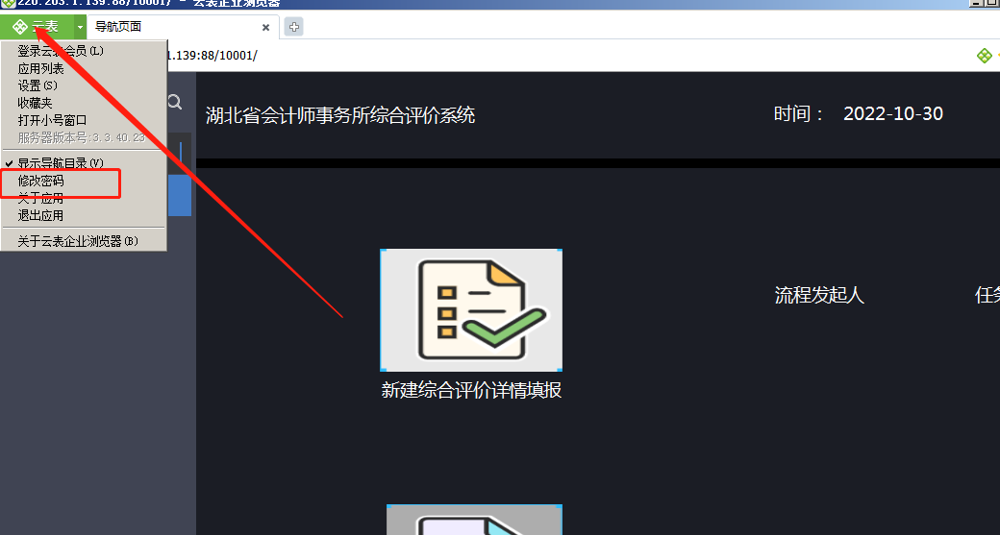 220.203.1.139:88/10001/ - 云表企业浏览器
云表 导航页面
登录云表会员(L) 1.139:88/10001/
应用列表
设置(S)
收藏夹
打开小号窗口
服务器版本号:3.3.40.23
显示导航目录(V)
修改密码
关于应用
退出应用
关于云表企业浏览器(B)
湖北省会计师事务所综合评价系统 时间： 2022-10-30
流程发起人 任务
新建综合评价详情填报